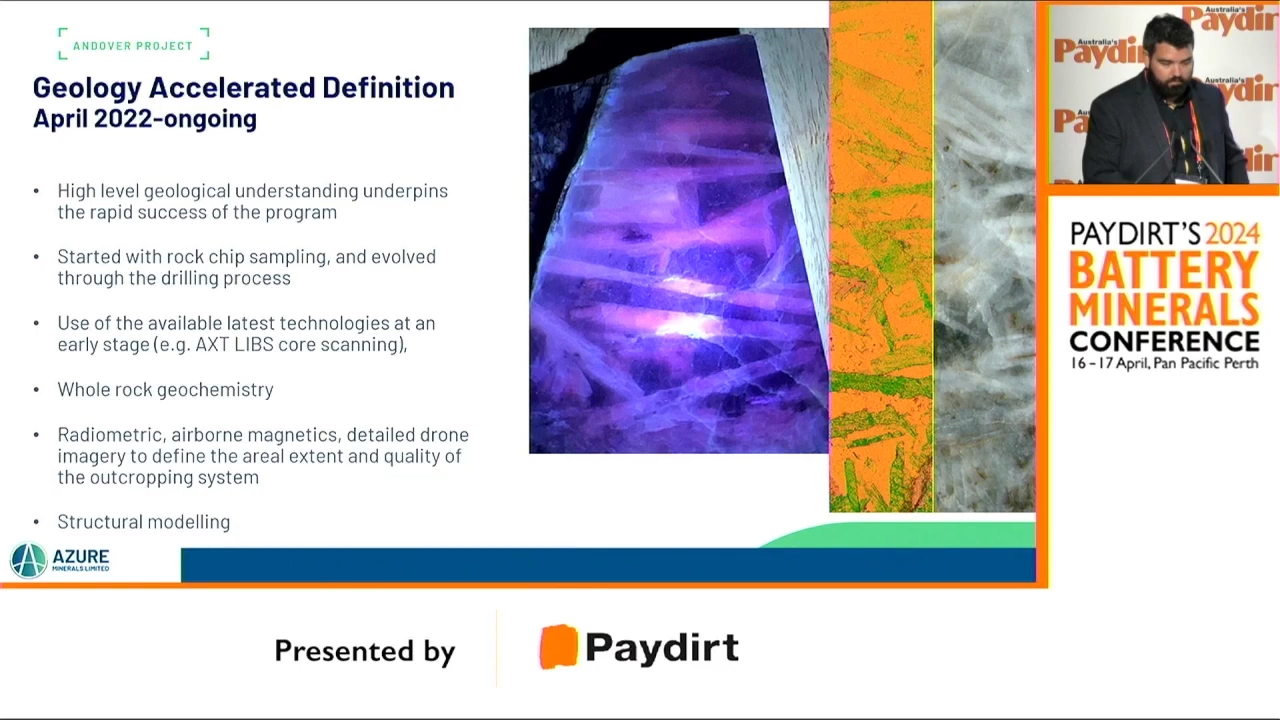 ANDOVER PROJECT
Geology Accelerated Definition
April 2022-ongoing
• High level geological understanding underpins
the rapid success of the program
• Started with rock chip sampling, and evolved
through the drilling process
• Use of the available latest technologies at an
early stage (e.g. AXT LIBS core scanning),
• Whole rock geochemistry
• Radiometric, airborne magnetics, detailed drone
imagery to define the areal extent and quality of
the outcropping system
• Structural modelling
AZURE
MINERALS LIMITED
Australia's
Paydirt
Paydirt
Australia's
PAYDIRT'S 2024
BATTERY
MINERALS
CONFERENCE
16-17 April, Pan Pacific Perth
Presented by
Paydirt